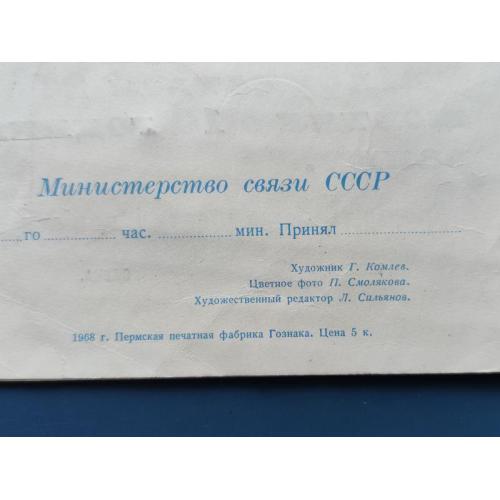 Министерство связи СССР
го час. мин. Принял
Художник Г. Комлев.
Цветное фото П. Смолякова.
Художественный редактор Л. Сильянов.
1968 г. Пермская печатная фабрика Гознака. Цена 5 к.